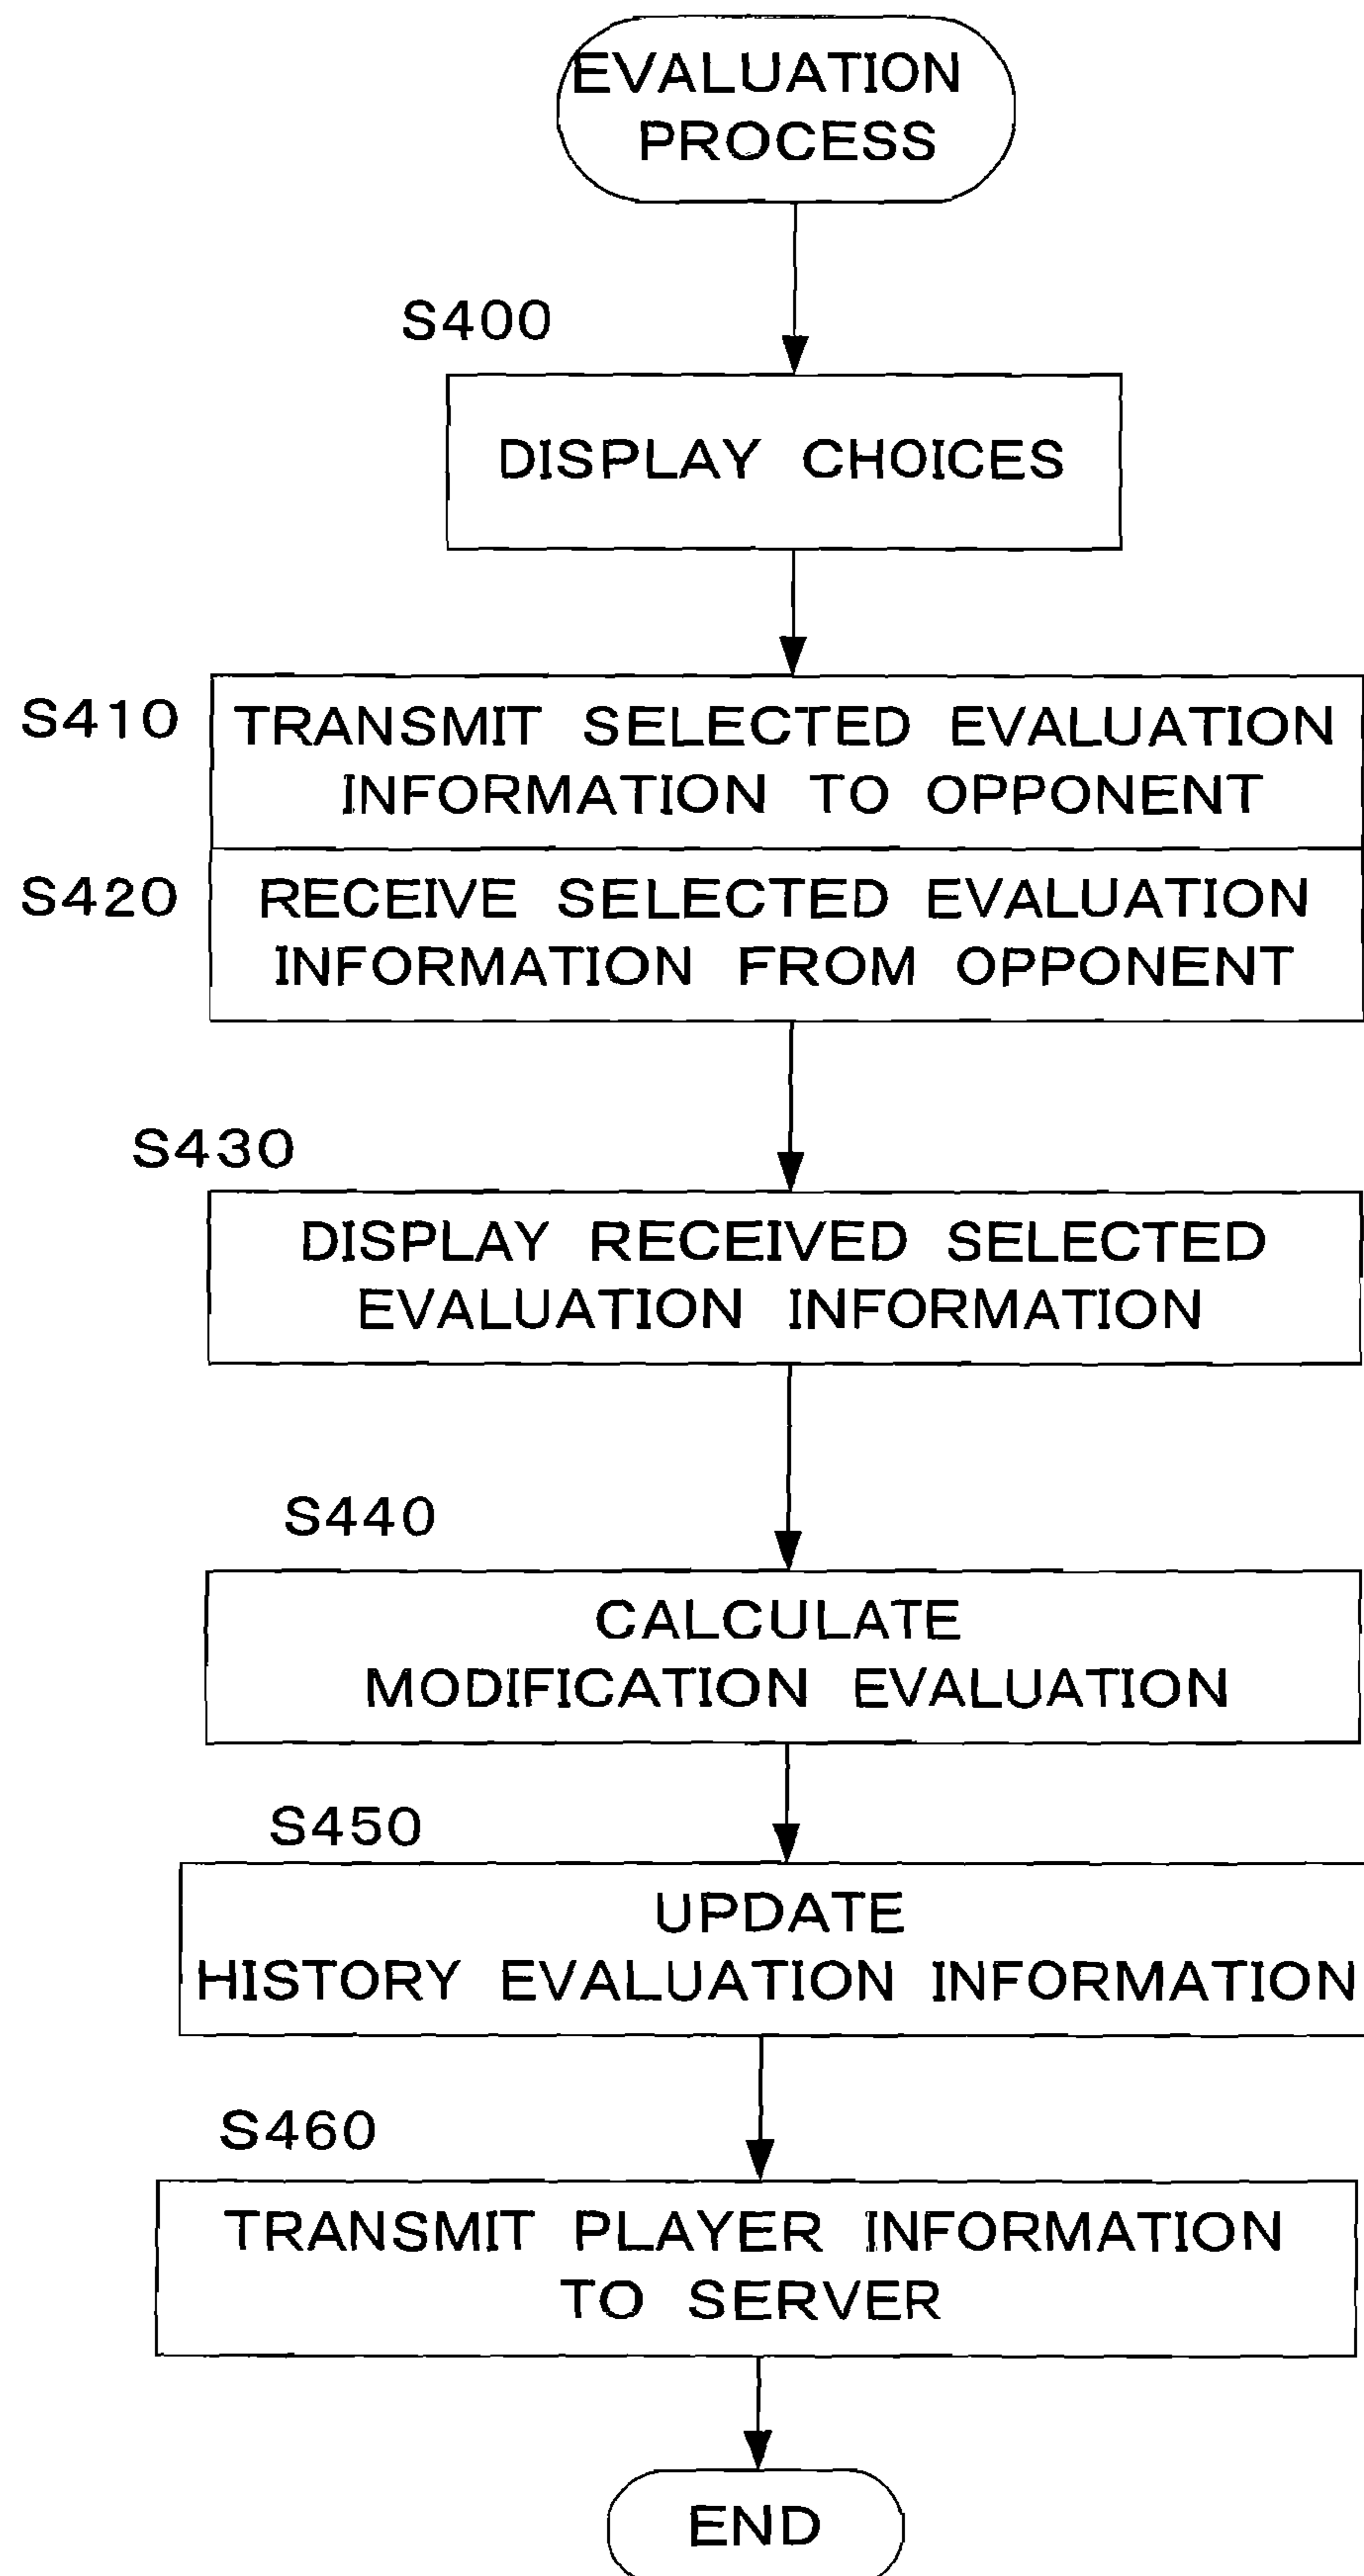 EVALUATION
PROCESS
S400
DISPLAY CHOICES
S410
TRANSMIT SELECTED EVALUATION
INFORMATION TO OPPONENT
S420
RECEIVE SELECTED EVALUATION
INFORMATION FROM OPPONENT
S430
DISPLAY RECEIVED SELECTED
EVALUATION INFORMATION
S440
CALCULATE
MODIFICATION EVALUATION
S450
UPDATE
HISTORY EVALUATION INFORMATION
S460
TRANSMIT PLAYER INFORMATION
TO SERVER
END